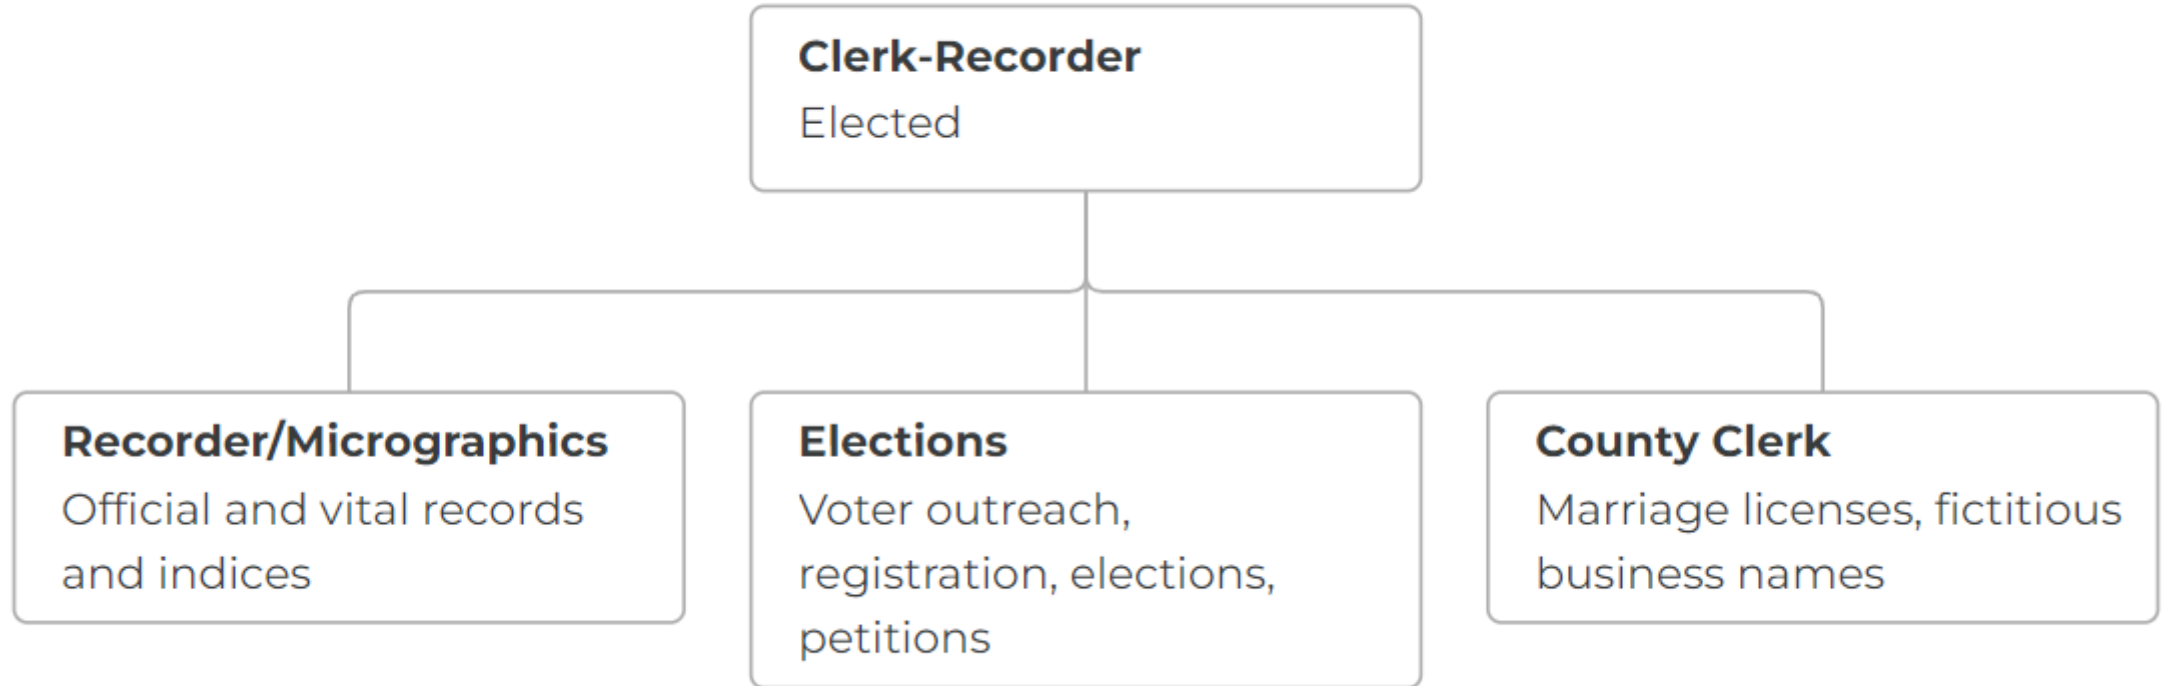 Clerk-Recorder
Elected
Recorder/Micrographics
Official and vital records
and indices
Elections
Voter outreach,
registration, elections,
petitions
County Clerk
Marriage licenses, fictitious
business names